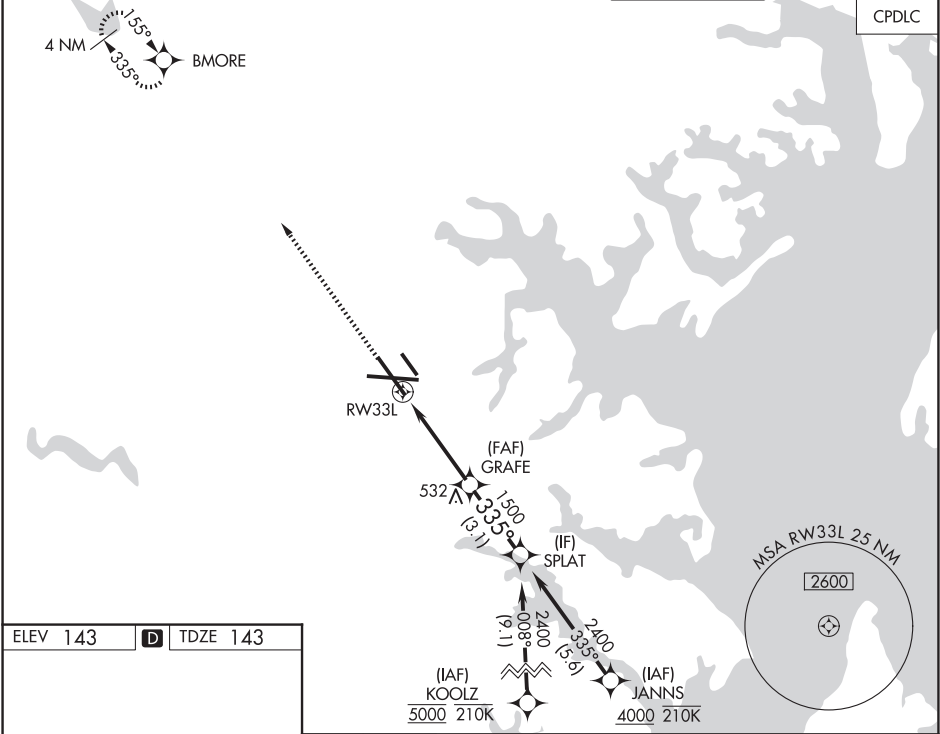 CPDLC
155°
4 NM
335°
BMORE
RW33L
(FAF)
GRAFE
532
1500
335°
(3.1)
(IF)
SPLAT
MSA RW33L 25 NM
2600
2400
008°
(9.1)
2400
335°
(5.6)
ELEV 143 D TDZE 143
(IAF)
KOOLZ
5000 210K
(IAF)
JANNS
4000 210K